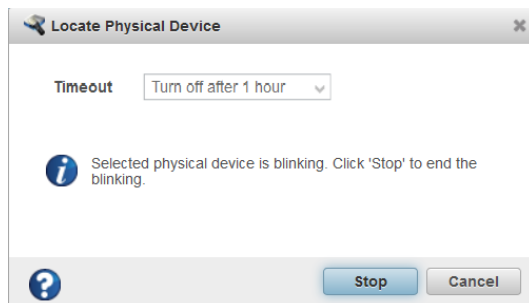 Locate Physical Device
Timeout Turn off after 1 hour
Selected physical device is blinking. Click 'Stop' to end the
blinking.
Stop Cancel